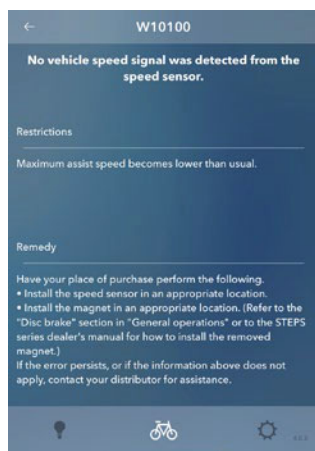 W10100
No vehicle speed signal was detected from the
speed sensor.
Restrictions
Maximum assist speed becomes lower than usual.
Remedy
Have your place of purchase perform the following.
• Install the speed sensor in an appropriate location.
• Install the magnet in an appropriate location. (Refer to the
"Disc brake" section in "General operations" or to the STEPS
series dealer's manual for how to install the removed
magnet.)
If the error persists, or if the information above does not
apply, contact your distributor for assistance.